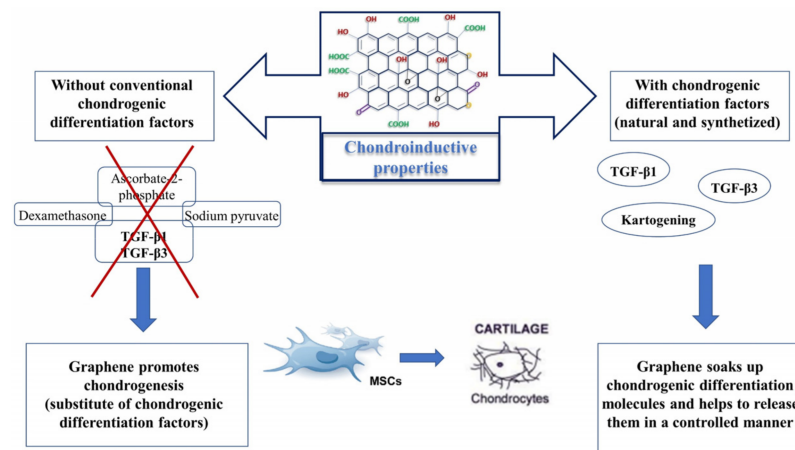 OH
COOH
HO
COOH
HOOC
OH
OH
HOOC
OH
O
HO
O
O
O
COOH
HO
Chondroinductive
properties
Without conventional
chondrogenic
differentiation factors
Ascorbate-2-
phosphate
Dexamethasone
Sodium pyruvate
TGF-β1
TGF-β3
Graphene promotes
chondrogenesis
(substitute of chondrogenic
differentiation factors)
MSCs
CARTILAGE
Chondrocytes
With chondrogenic
differentiation factors
(natural and synthetized)
TGF-β1
TGF-β3
Kartogening
Graphene soaks up
chondrogenic differentiation
molecules and helps to release
them in a controlled manner